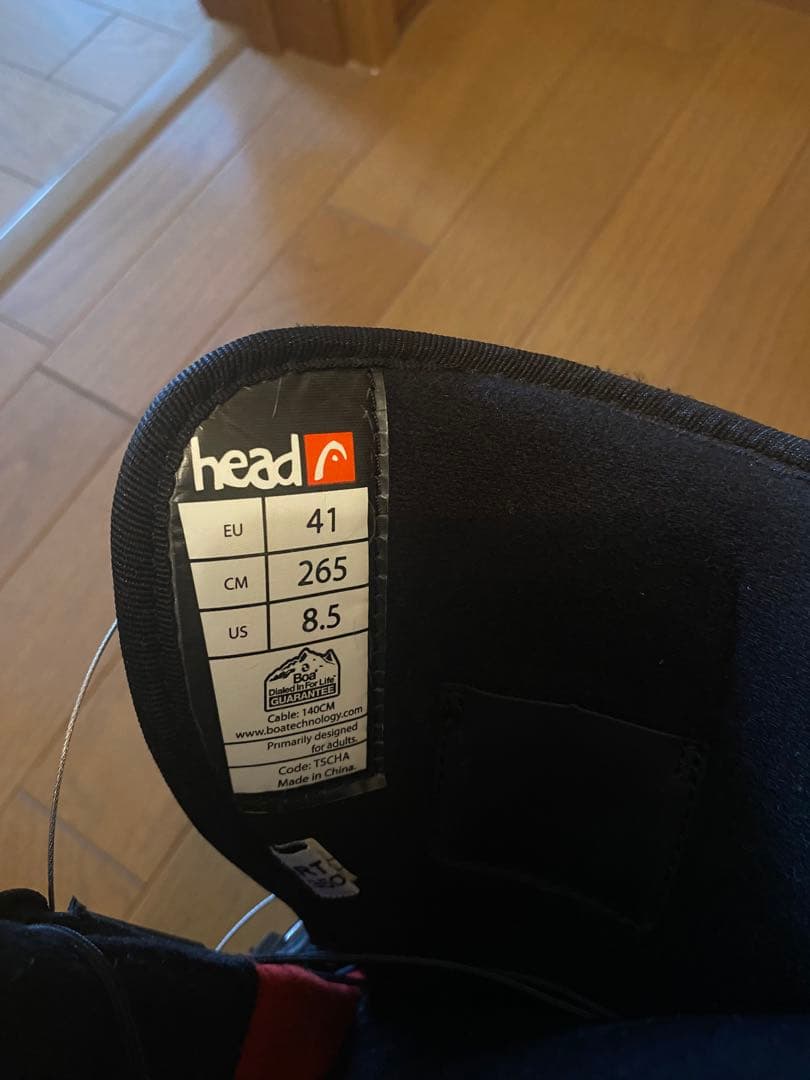 head
EU 41
CM 265
US 8.5
Boa
Dialed In For Life
GUARANTEE
Cable: 140CM
www.boatechnology.com
Primarily designed
for adults.
Code: TSCHA
Made in China.